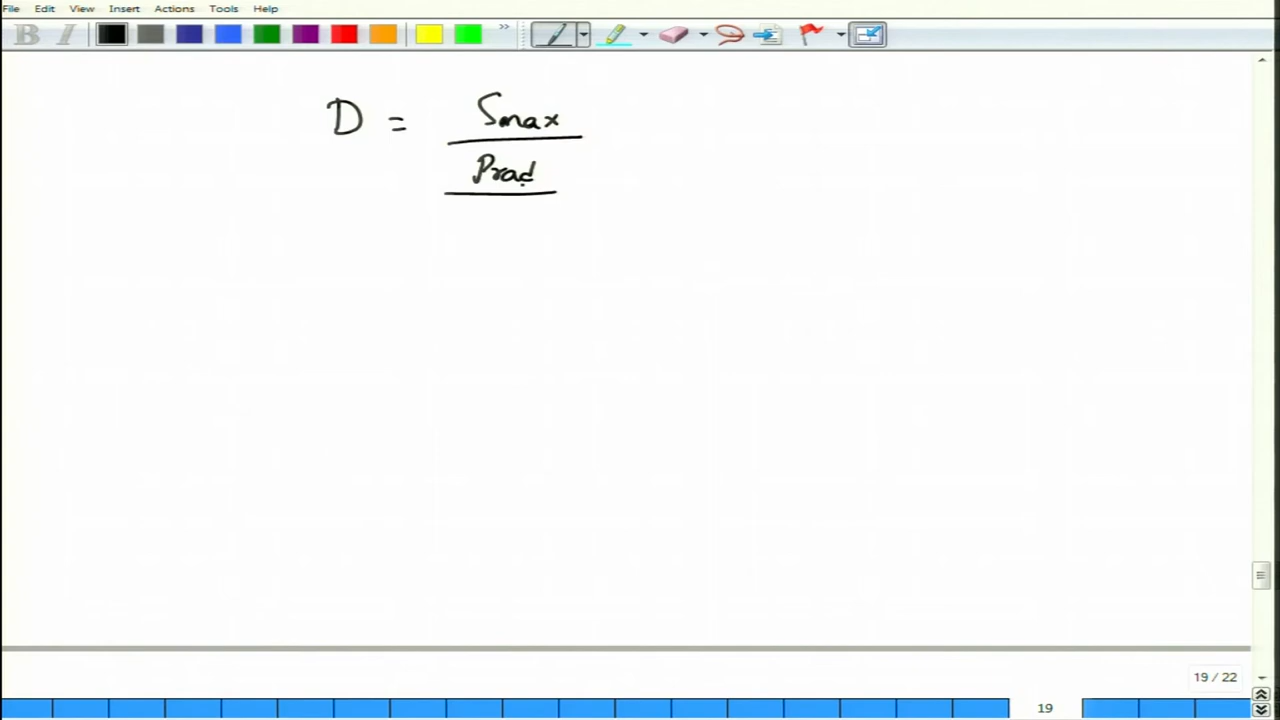 File Edit View Insert Actions Tools Help
B I
D = Smax
Prad
19 / 22
19